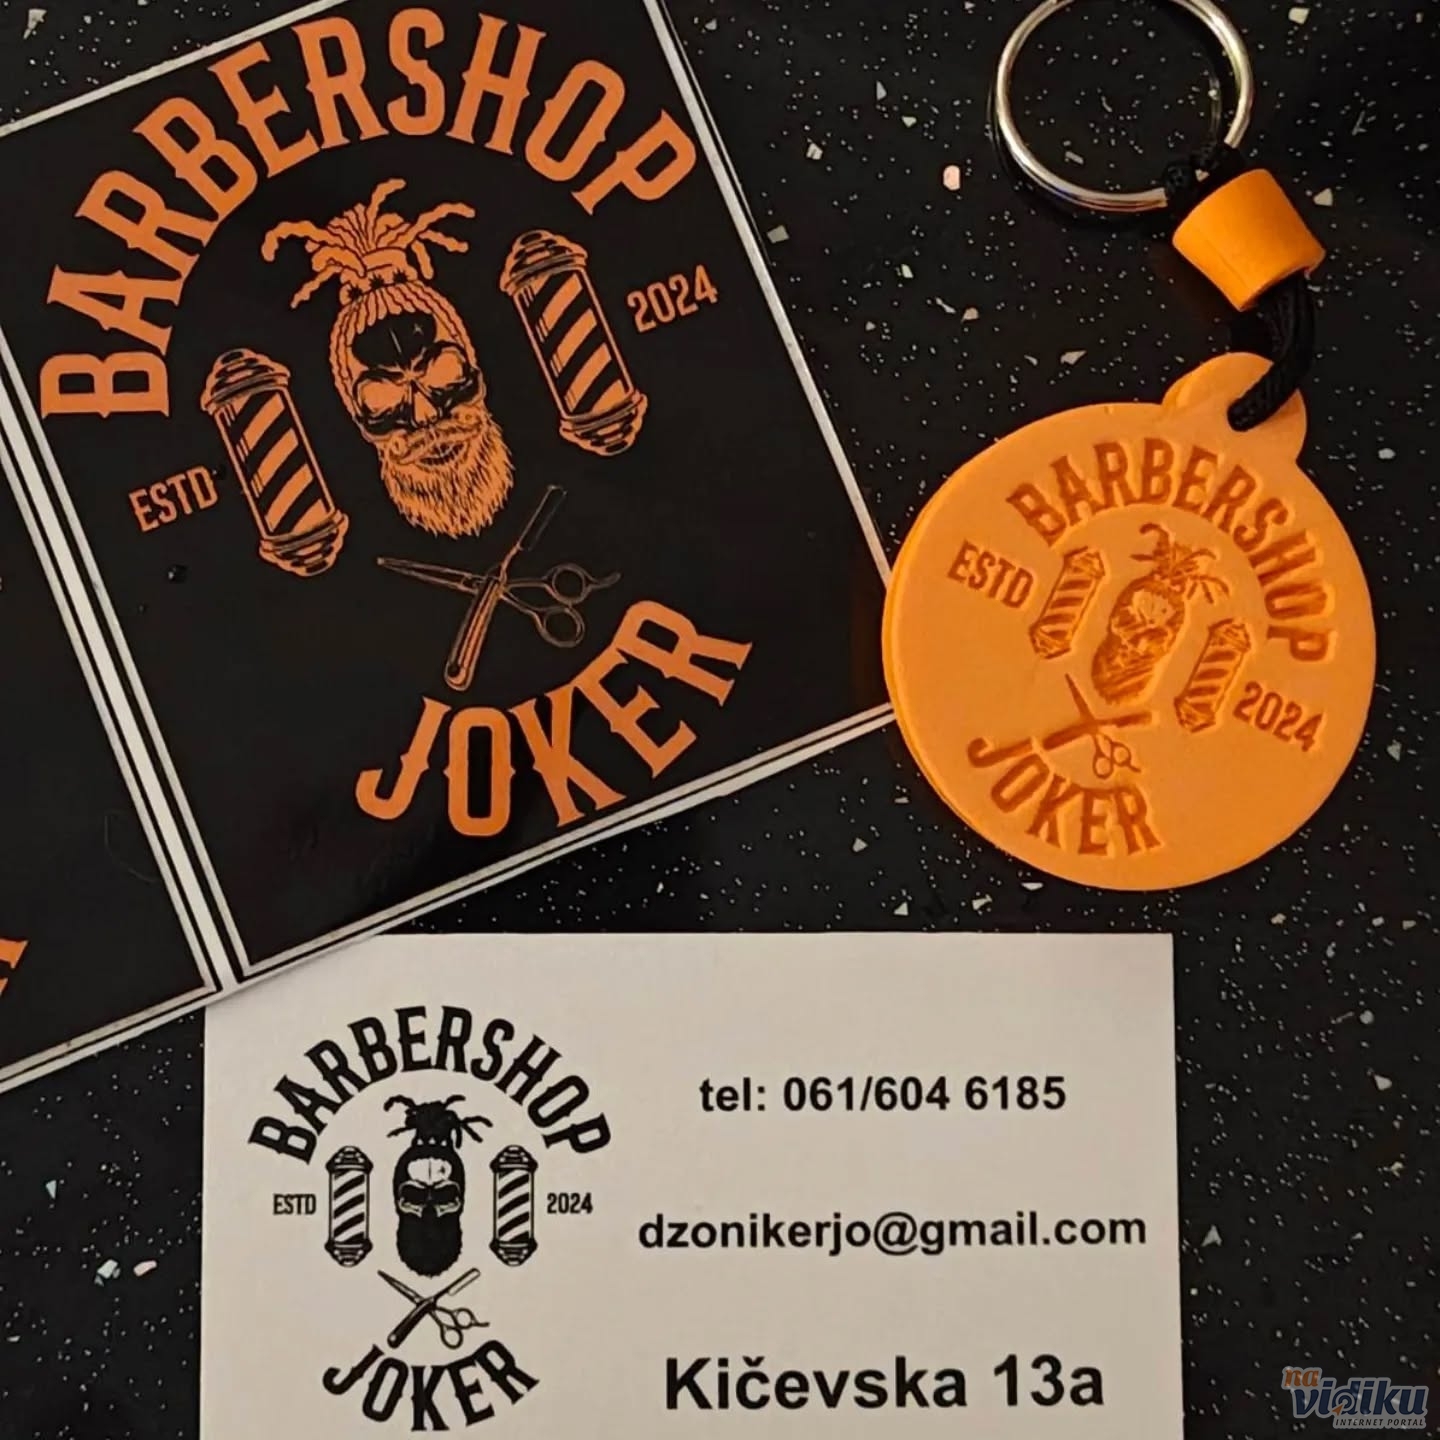 BARBERSHOP
ESTD
2024
JOKER
BARBERSHOP
ESTD
2024
JOKER
BARBERSHOP
ESTD
2024
JOKER
tel: 061/604 6185
dzonikerjo@gmail.com
Kičevska 13a
na
vidiku
INTERNET PORTAL